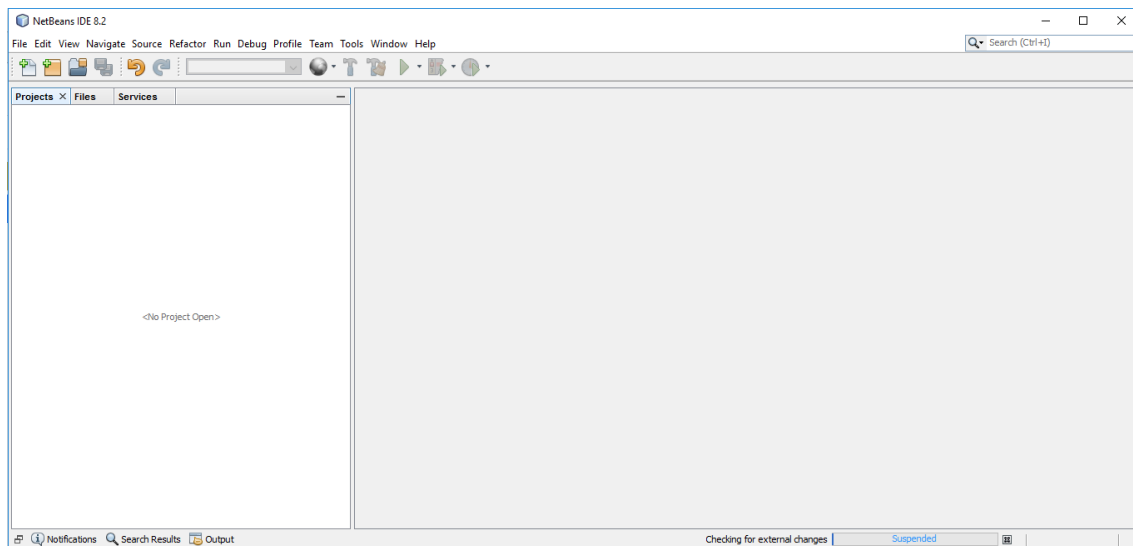 NetBeans IDE 8.2
File Edit View Navigate Source Refactor Run Debug Profile Team Tools Window Help
Search (Ctrl+I)
Projects Files Services
<No Project Open>
Notifications Search Results Output Checking for external changes Suspended